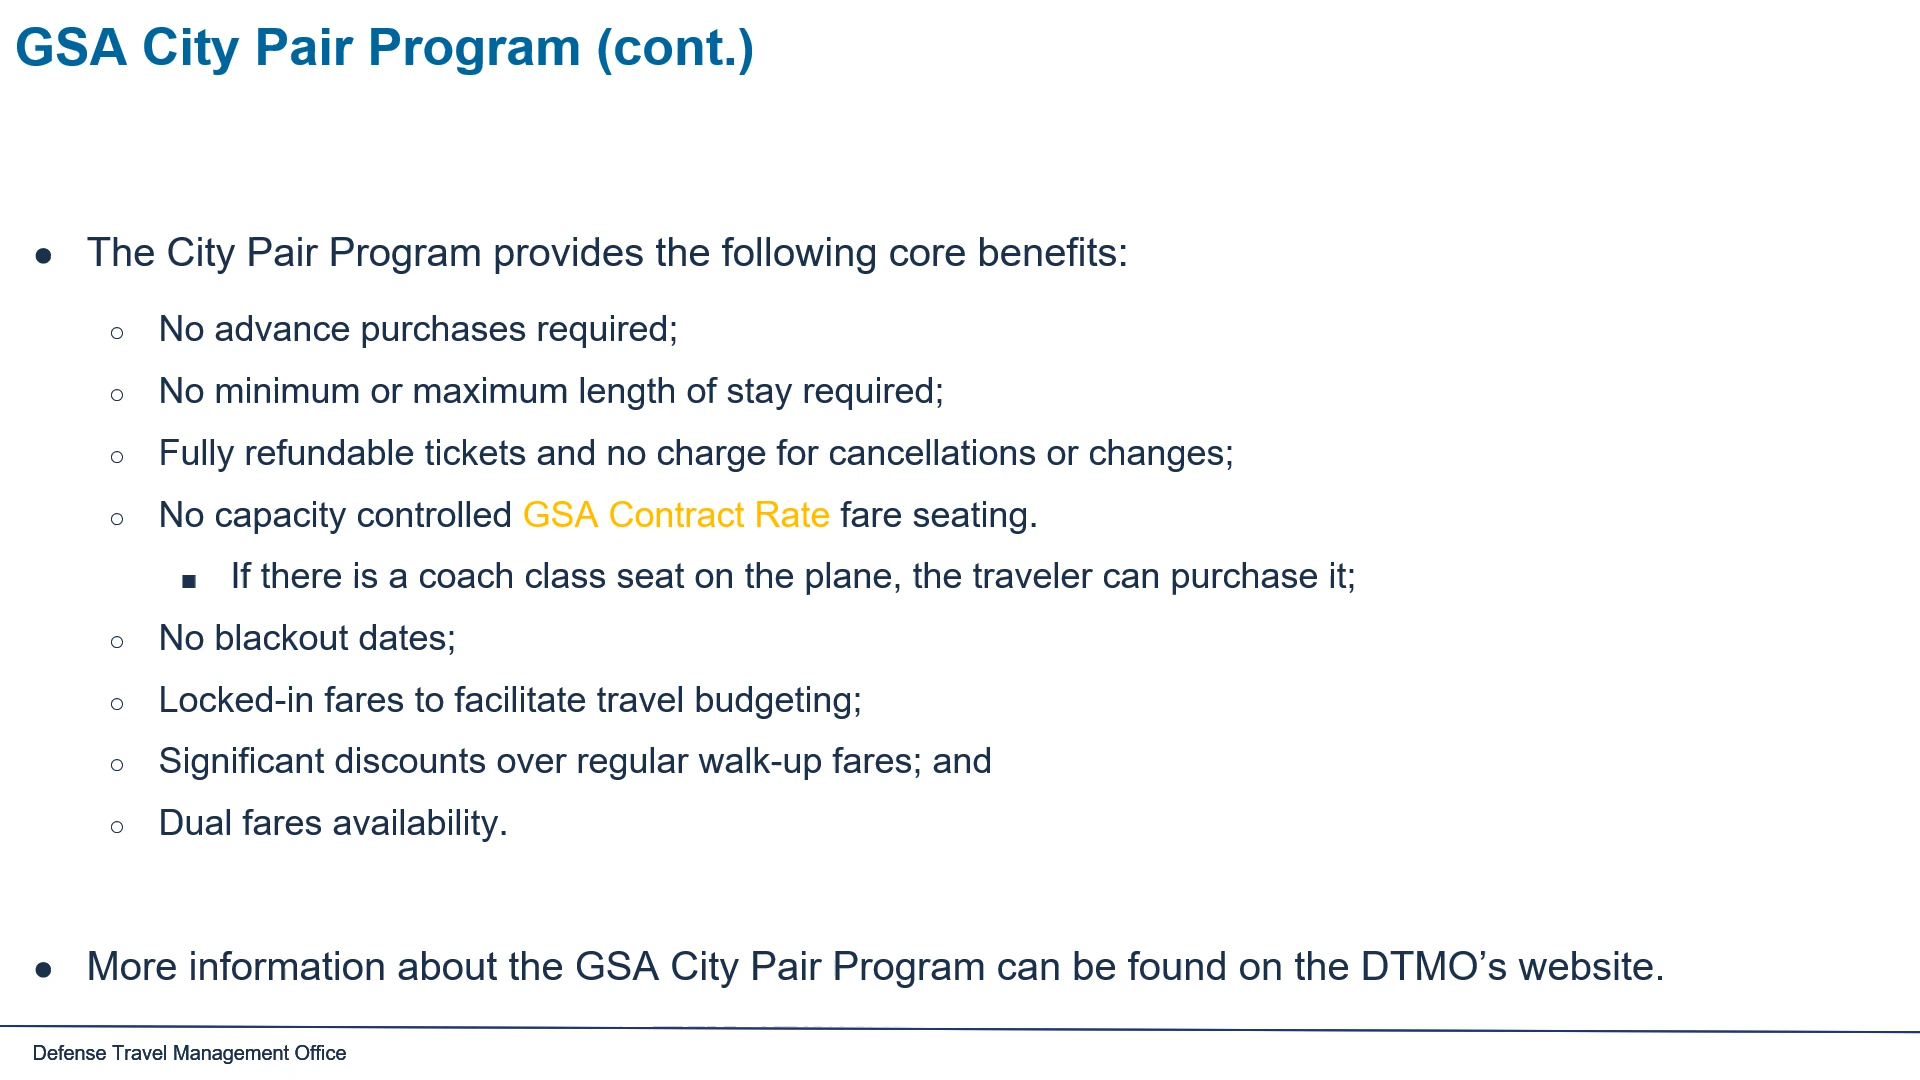 GSA City Pair Program (cont.)
● The City Pair Program provides the following core benefits:
○ No advance purchases required;
○ No minimum or maximum length of stay required;
○ Fully refundable tickets and no charge for cancellations or changes;
○ No capacity controlled GSA Contract Rate fare seating.
■ If there is a coach class seat on the plane, the traveler can purchase it;
○ No blackout dates;
○ Locked-in fares to facilitate travel budgeting;
○ Significant discounts over regular walk-up fares; and
○ Dual fares availability.
● More information about the GSA City Pair Program can be found on the DTMO’s website.
Defense Travel Management Office